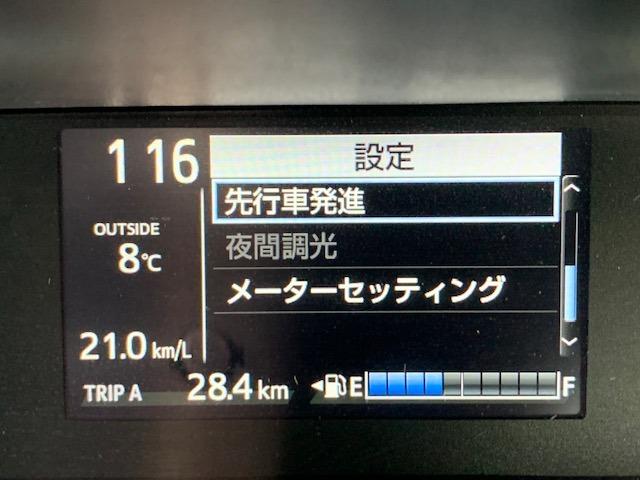 116
設定
先行車発進
OUTSIDE
8℃
夜間調光
メーターセッティング
21.0 km/L
TRIP A 28.4 km
E F